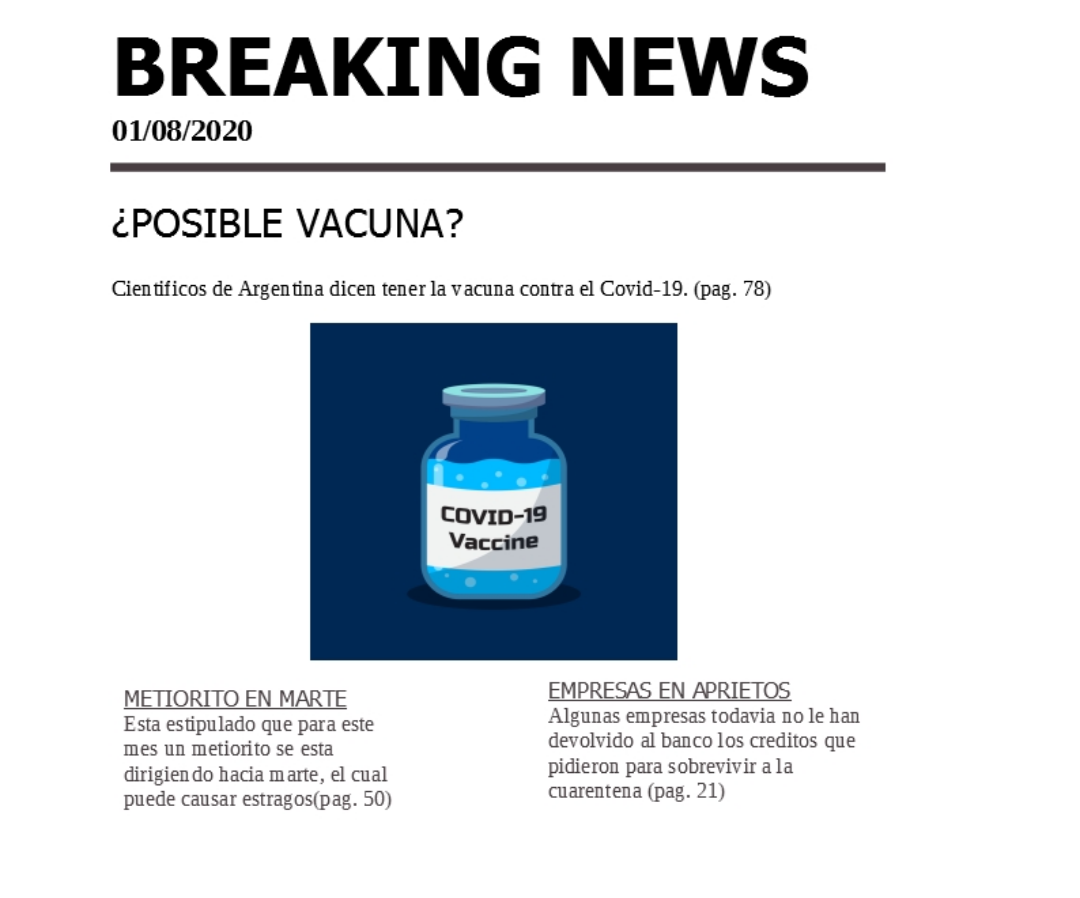 BREAKING NEWS
01/08/2020
¿POSIBLE VACUNA?
Cientificos de Argentina dicen tener la vacuna contra el Covid-19. (pag. 78)
COVID-19
Vaccine
METIORITO EN MARTE
Esta estipulado que para este
mes un metiorito se esta
dirigiendo hacia marte, el cual
puede causar estragos(pag. 50)
EMPRESAS EN APRIETOS
Algunas empresas todavia no le han
devolvido al banco los creditos que
pidieron para sobrevivir a la
cuarentena (pag. 21)